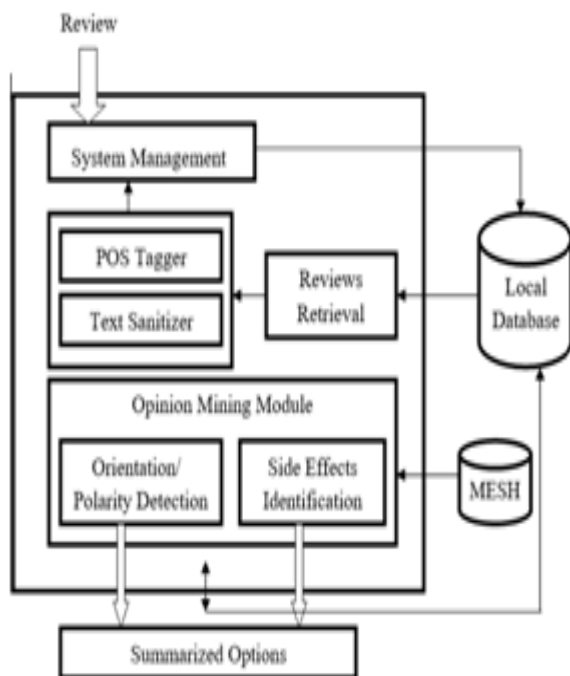 Review
System Management
POS Tagger
Text Sanitizer
Reviews
Retrieval
Local
Database
Opinion Mining Module
Orientation/
Polarity Detection
Side Effects
Identification
MESH
Summarized Options